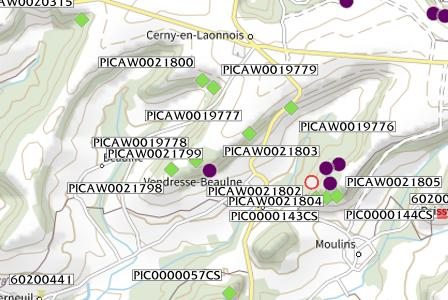 Cerny-en-Laonnois
PICAW0021800
PICAW0019779
PICAW0019777
PICAW0019776
PICAW0019778
PICAW0021799
PICAW0021803
Vendresse-Beaulne
PICAW0021798
PICAW0021802
PICAW0021805
PICAW0021804
PIC0000143CS
PIC0000144CS
Moulins
PIC0000057CS
60200441